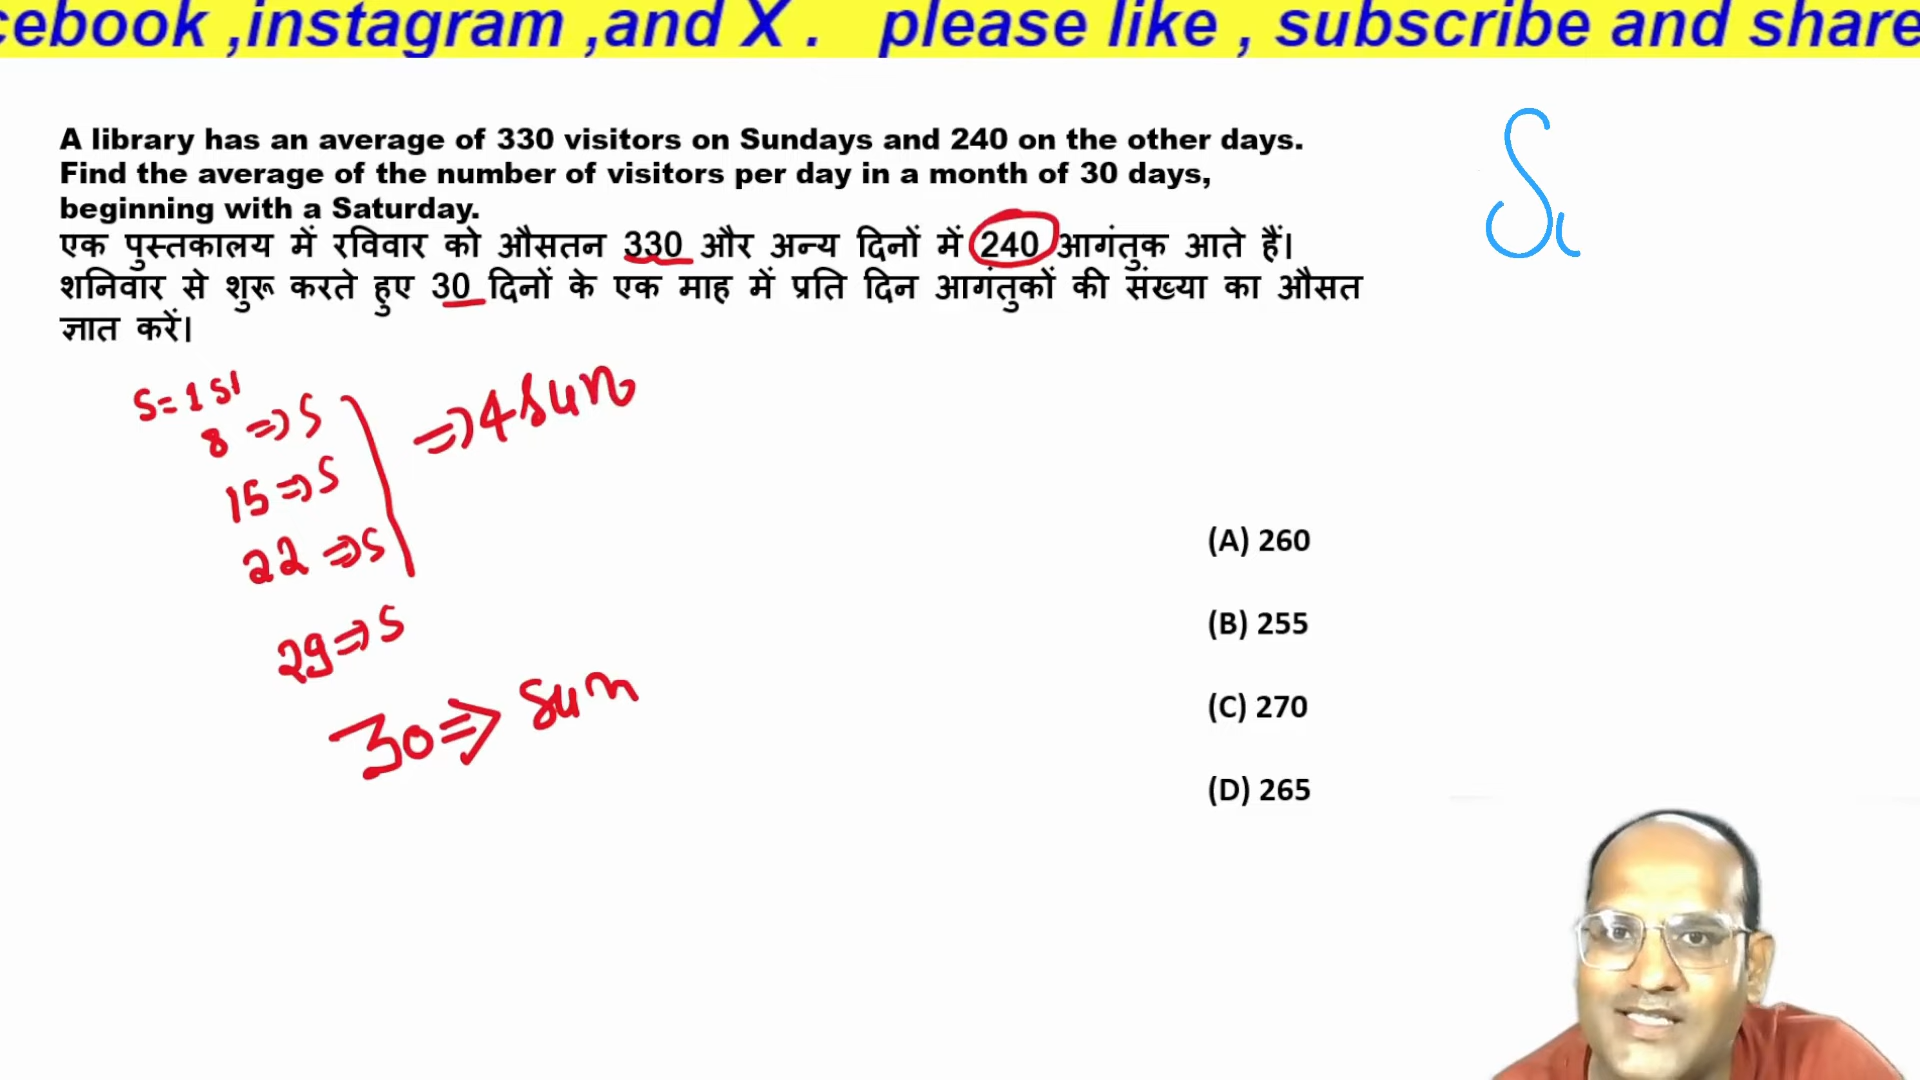 cebook ,instagram ,and X .   please like , subscribe and share
A library has an average of 330 visitors on Sundays and 240 on the other days.
Find the average of the number of visitors per day in a month of 30 days,
beginning with a Saturday.
एक पुस्तकालय में रविवार को औसतन 330 और अन्य दिनों में 240 आगंतुक आते हैं।
शनिवार से शुरू करते हुए 30 दिनों के एक माह में प्रति दिन आगंतुकों की संख्या का औसत
ज्ञात करें।
S=1st
8 => S
15 => S
22 => S
=> 4 Sun
29 => S
30 => Sun
(A) 260
(B) 255
(C) 270
(D) 265